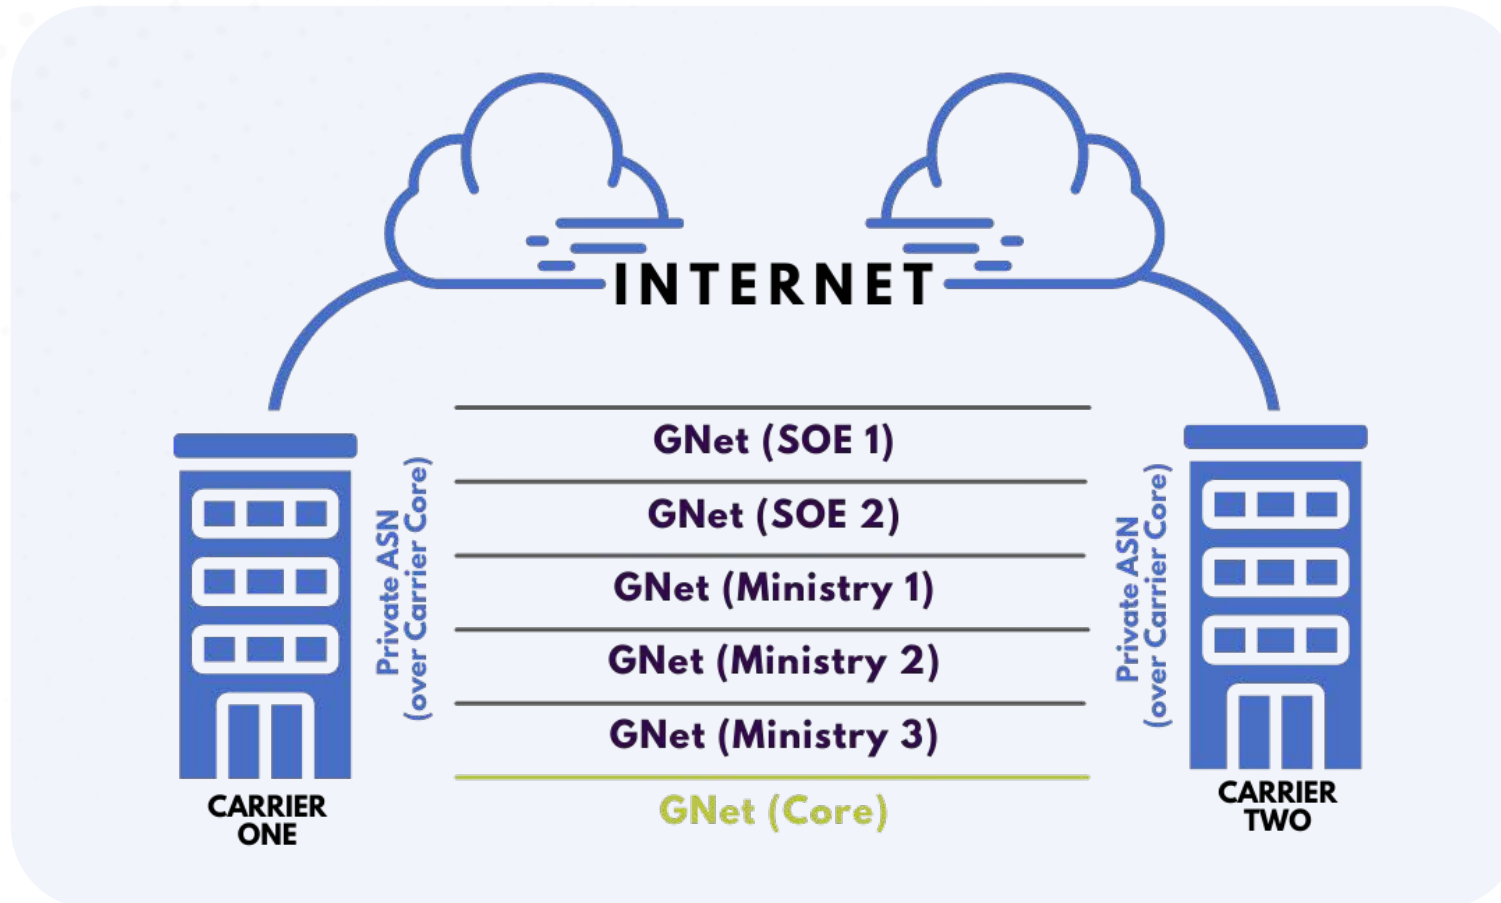 INTERNET
GNet (SOE 1)
GNet (SOE 2)
GNet (Ministry 1)
GNet (Ministry 2)
GNet (Ministry 3)
GNet (Core)
Private ASN
(over Carrier Core)
Private ASN
(over Carrier Core)
CARRIER
ONE
CARRIER
TWO